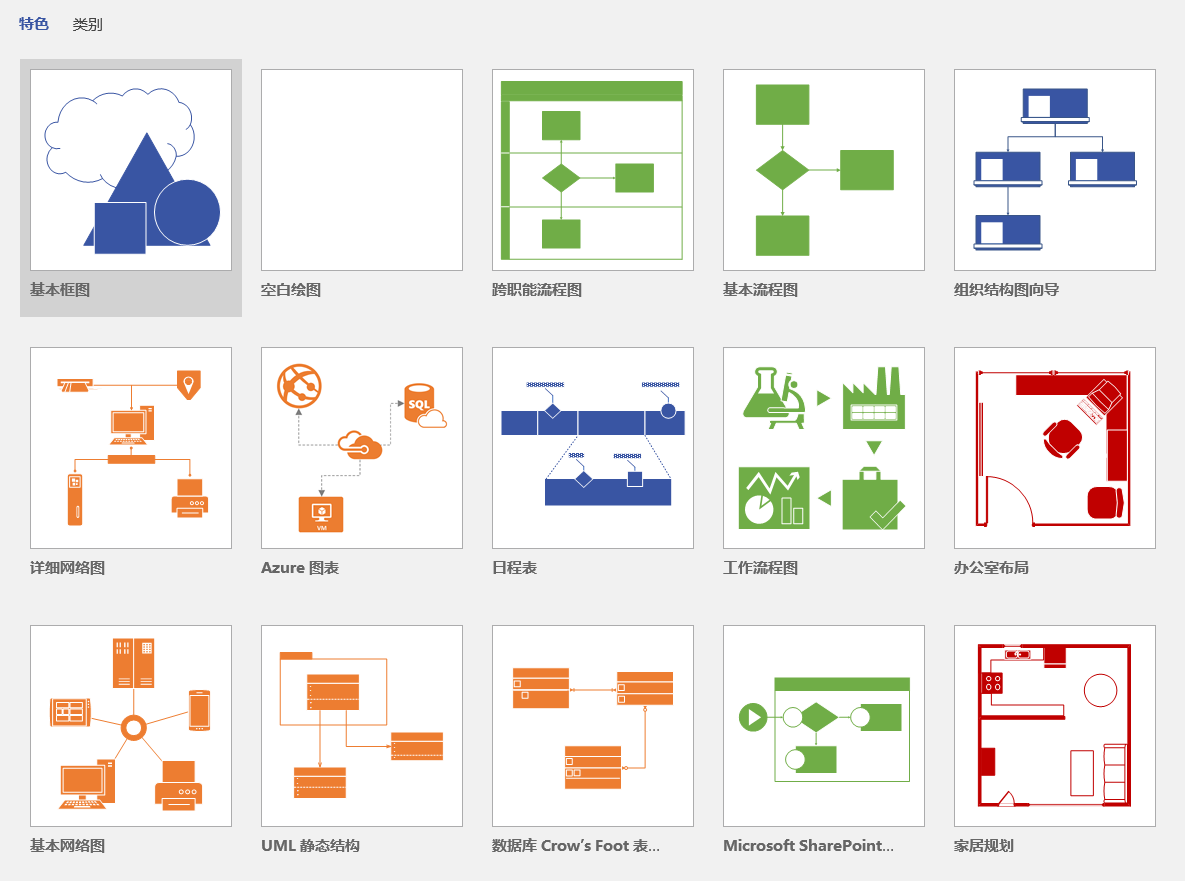 特色 类别
基本框图
空白绘图
跨职能流程图
基本流程图
组织结构图向导
SQL
VM
详细网络图
Azure 图表
日程表
工作流程图
办公室布局
基本网络图
UML 静态结构
数据库 Crow’s Foot 表...
Microsoft SharePoint...
家居规划